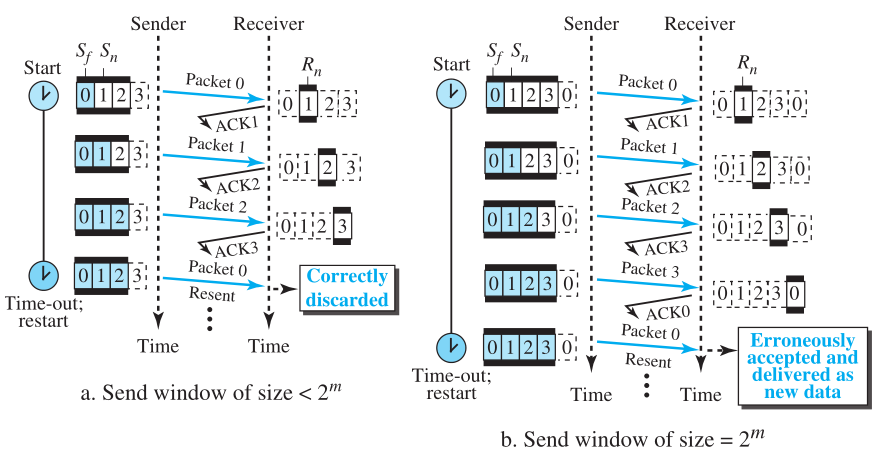 Sender Receiver
S_f S_n
R_n
Start
0 1 2 3
Packet 0
0 1 2 3
ACK1
0 1 2 3
Packet 1
0 1 2 3
ACK2
0 1 2 3
Packet 2
0 1 2 3
ACK3
0 1 2 3
Packet 0
Resent
Correctly
discarded
Time-out;
restart
Time Time
a. Send window of size < 2^m
Sender Receiver
S_f S_n
R_n
Start
0 1 2 3 0
Packet 0
0 1 2 3 0
ACK1
0 1 2 3 0
Packet 1
0 1 2 3 0
ACK2
0 1 2 3 0
Packet 2
0 1 2 3 0
ACK3
0 1 2 3 0
Packet 3
0 1 2 3 0
ACK0
0 1 2 3 0
Packet 0
Resent
Erroneously
accepted and
delivered as
new data
Time-out;
restart
Time Time
b. Send window of size = 2^m